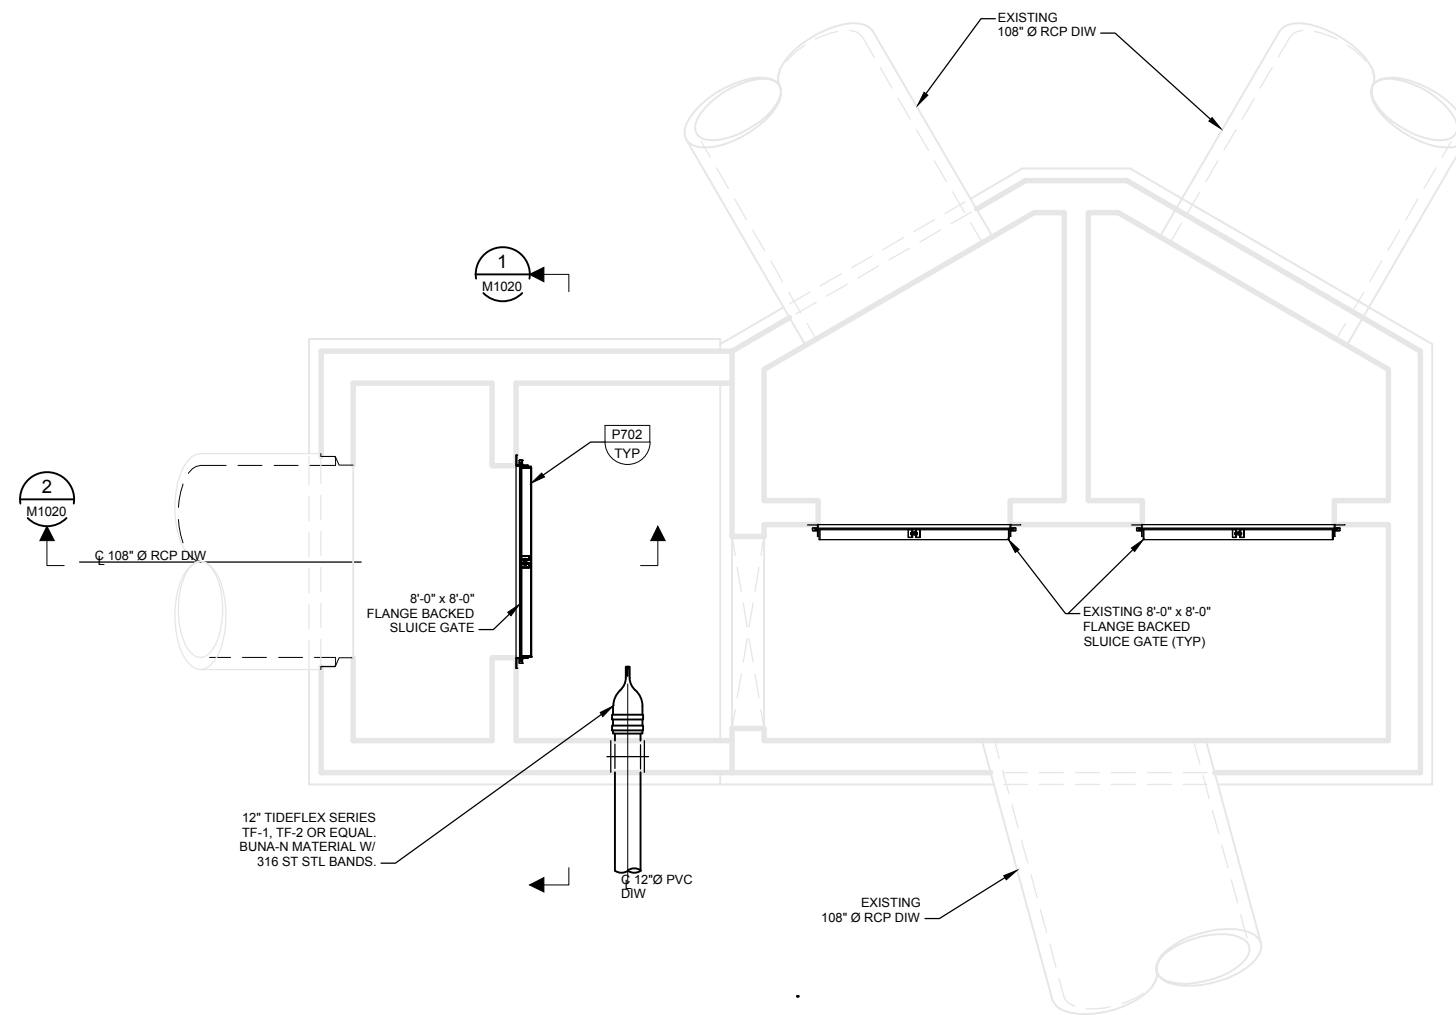 EXISTING
108" Ø RCP DIW
1
M1020
P702
TYP
2
M1020
℄ 108" Ø RCP DIW
8'-0" x 8'-0"
FLANGE BACKED
SLUICE GATE
EXISTING 8'-0" x 8'-0"
FLANGE BACKED
SLUICE GATE (TYP)
12" TIDEFLEX SERIES
TF-1, TF-2 OR EQUAL.
BUNA-N MATERIAL W/
316 ST STL BANDS.
℄ 12"Ø PVC
DIW
EXISTING
108" Ø RCP DIW